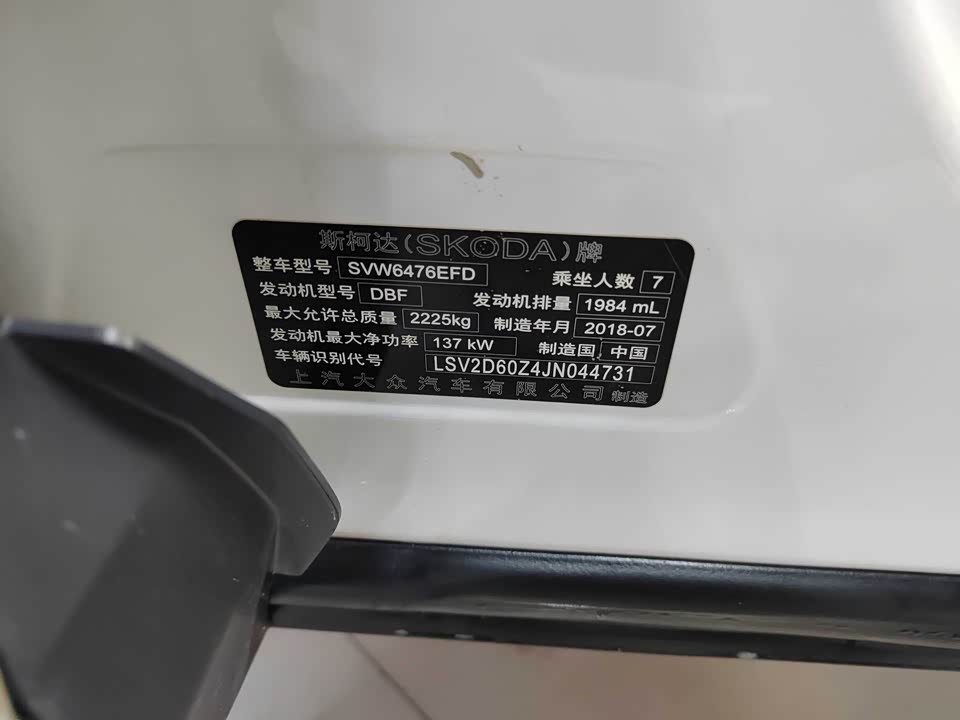 斯柯达(SKODA)牌
整车型号 SVW6476EFD 乘坐人数 7
发动机型号 DBF 发动机排量 1984 mL
最大允许总质量 2225kg 制造年月 2018-07
发动机最大净功率 137 kW 制造国 中国
车辆识别代号 LSV2D60Z4JN044731
上汽大众汽车有限公司 制造